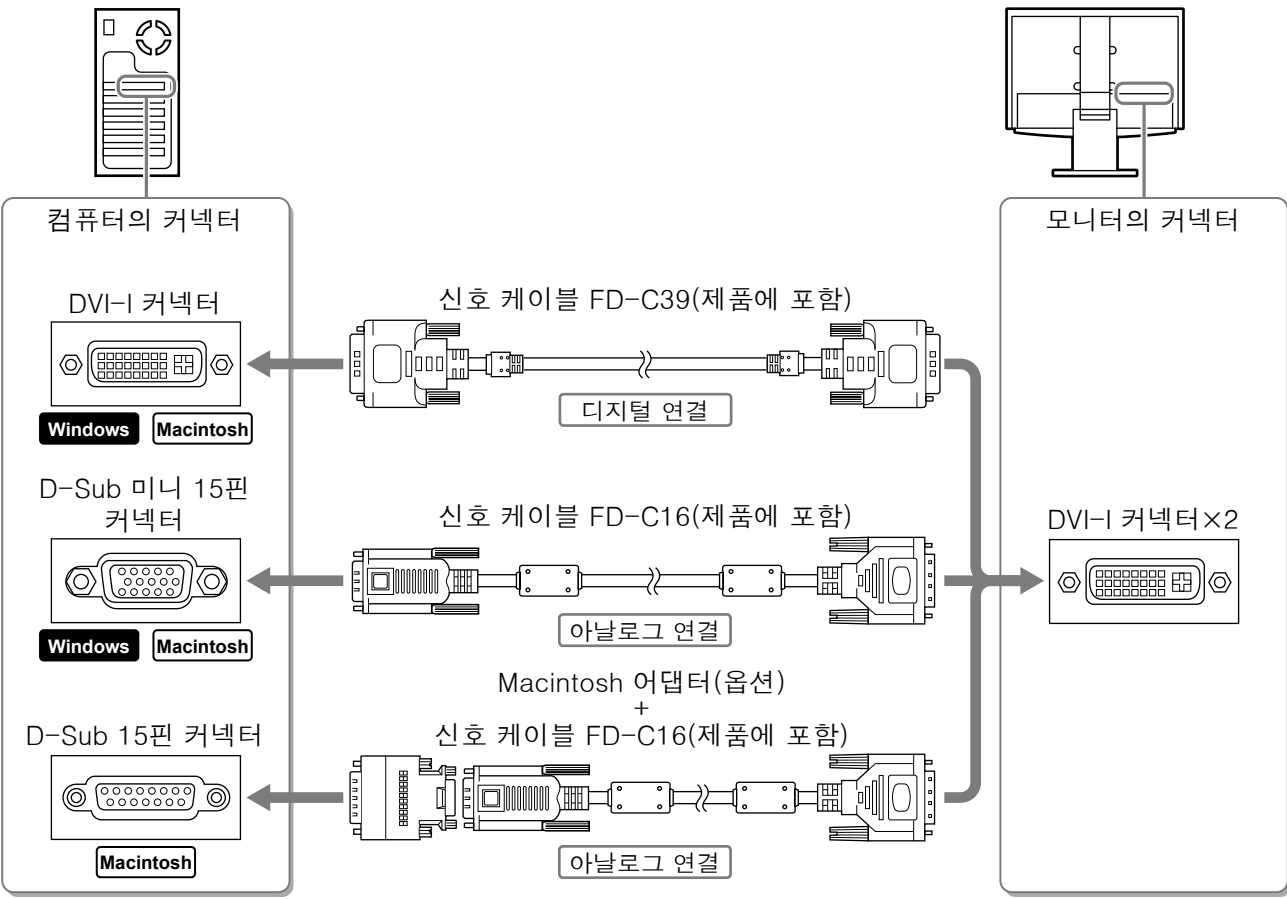 컴퓨터의 커넥터
모니터의 커넥터
DVI-I 커넥터
신호 케이블 FD-C39(제품에 포함)
디지털 연결
Windows Macintosh
D-Sub 미니 15핀
커넥터
신호 케이블 FD-C16(제품에 포함)
DVI-I 커넥터×2
아날로그 연결
Windows Macintosh
Macintosh 어댑터(옵션)
+
신호 케이블 FD-C16(제품에 포함)
D-Sub 15핀 커넥터
아날로그 연결
Macintosh